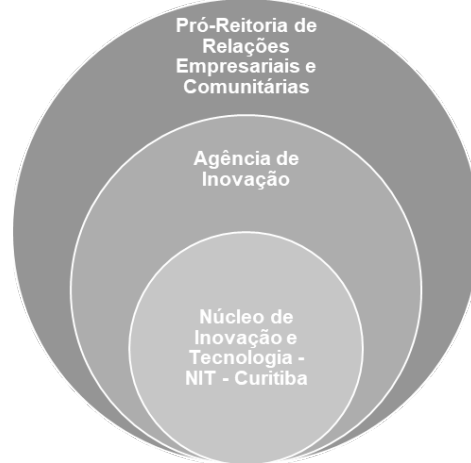 Pró-Reitoria de
Relações
Empresariais e
Comunitárias
Agência de
Inovação
Núcleo de
Inovação e
Tecnologia -
NIT - Curitiba